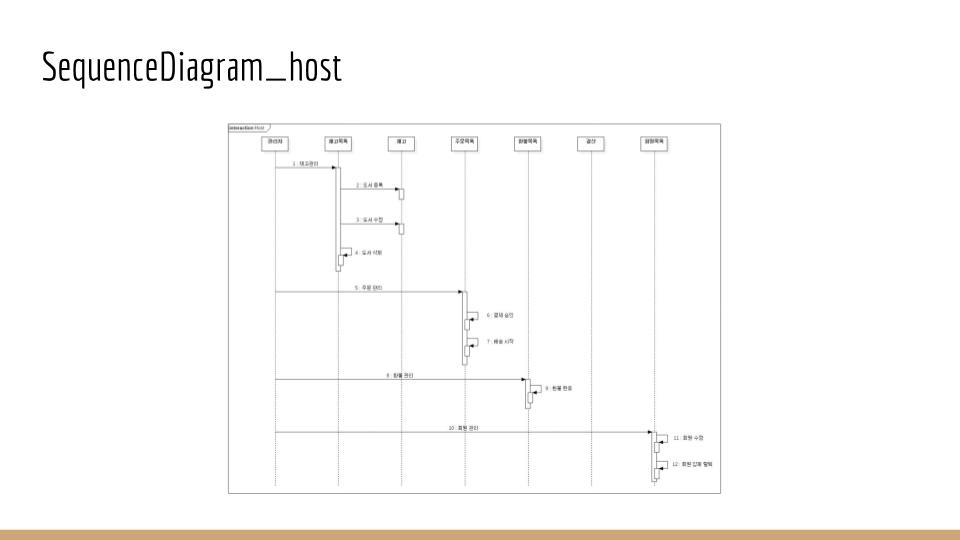 SequenceDiagram_host
interaction Host
관리자
재고목록
재고
주문목록
환불목록
결산
회원목록
1 : 재고관리
2 : 도서 등록
3 : 도서 수정
4 : 도서 삭제
5 : 주문 관리
6 : 결제 승인
7 : 배송 시작
8 : 환불 관리
9 : 환불 완료
10 : 회원 관리
11 : 회원 수정
12 : 회원 강제 탈퇴